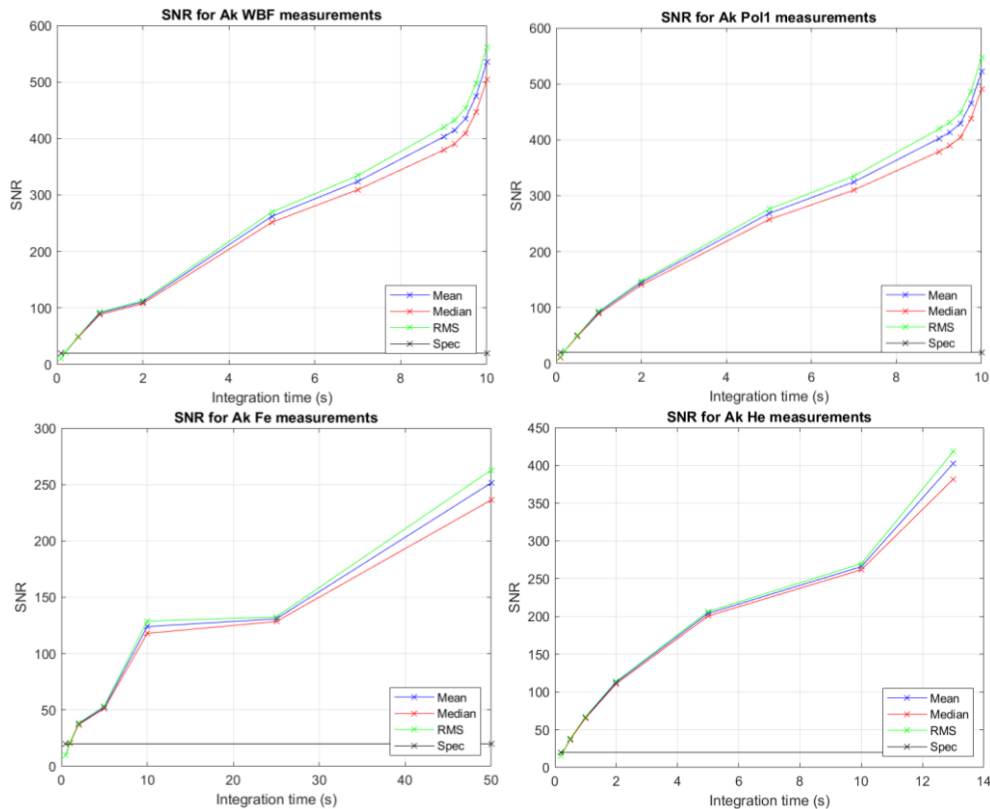 SNR for Ak WBF measurements
600
500
400
300
200
100
0
SNR
0 2 4 6 8 10
Integration time (s)
Mean
Median
RMS
Spec
SNR for Ak Pol1 measurements
600
500
400
300
200
100
0
SNR
0 2 4 6 8 10
Integration time (s)
Mean
Median
RMS
Spec
SNR for Ak Fe measurements
300
250
200
150
100
50
0
SNR
0 10 20 30 40 50
Integration time (s)
Mean
Median
RMS
Spec
SNR for Ak He measurements
450
400
350
300
250
200
150
100
50
0
SNR
0 2 4 6 8 10 12 14
Integration time (s)
Mean
Median
RMS
Spec